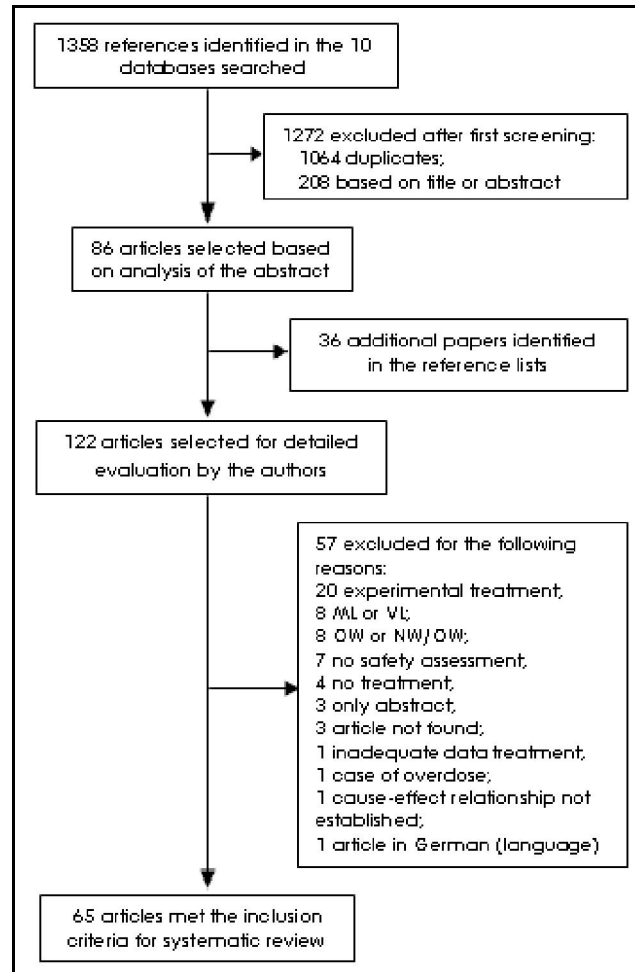 1358 references identified in the 10
databases searched
1272 excluded after first screening:
1064 duplicates;
208 based on title or abstract
86 articles selected based
on analysis of the abstract
36 additional papers identified
in the reference lists
122 articles selected for detailed
evaluation by the authors
57 excluded for the following
reasons:
20 experimental treatment,
8 ML or VL;
8 OW or NW/OW;
7 no safety assessment,
4 no treatment,
3 only abstract,
3 article not found;
1 inadequate data treatment,
1 case of overdose;
1 cause-effect relationship not
established;
1 article in German (language)
65 articles met the inclusion
criteria for systematic review